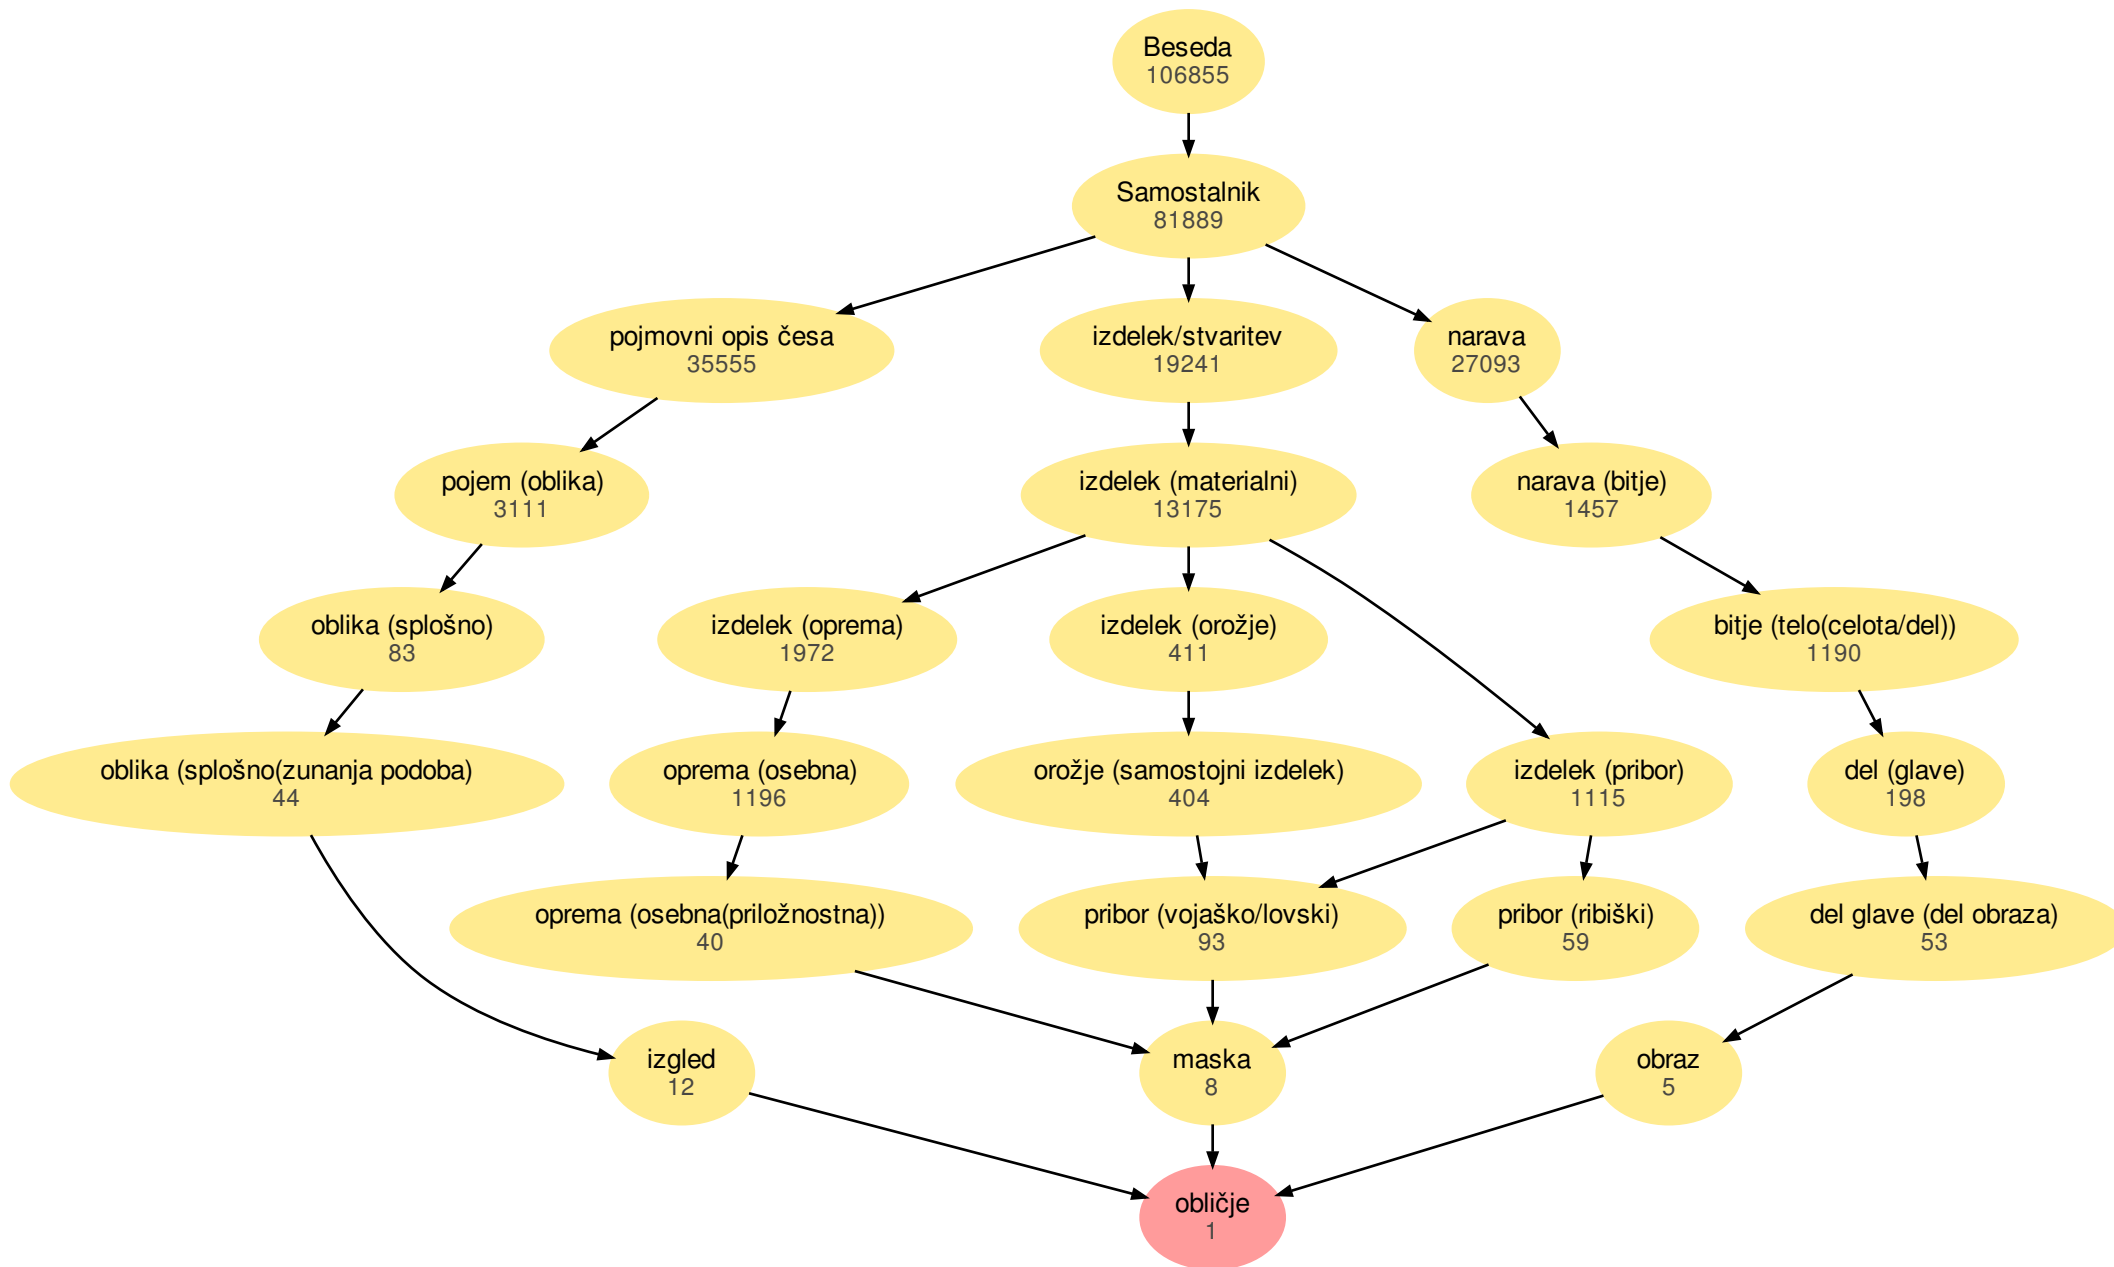 Beseda
106855
Samostalnik
81889
pojmovni opis česa
35555
izdelek/stvaritev
19241
narava
27093
pojem (oblika)
3111
izdelek (materialni)
13175
narava (bitje)
1457
oblika (splošno)
83
izdelek (oprema)
1972
izdelek (orožje)
411
bitje (telo(celota/del))
1190
oblika (splošno(zunanja podoba)
44
oprema (osebna)
1196
orožje (samostojni izdelek)
404
izdelek (pribor)
1115
del (glave)
198
oprema (osebna(priložnostna))
40
pribor (vojaško/lovski)
93
pribor (ribiški)
59
del glave (del obraza)
53
izgled
12
maska
8
obraz
5
obličje
1